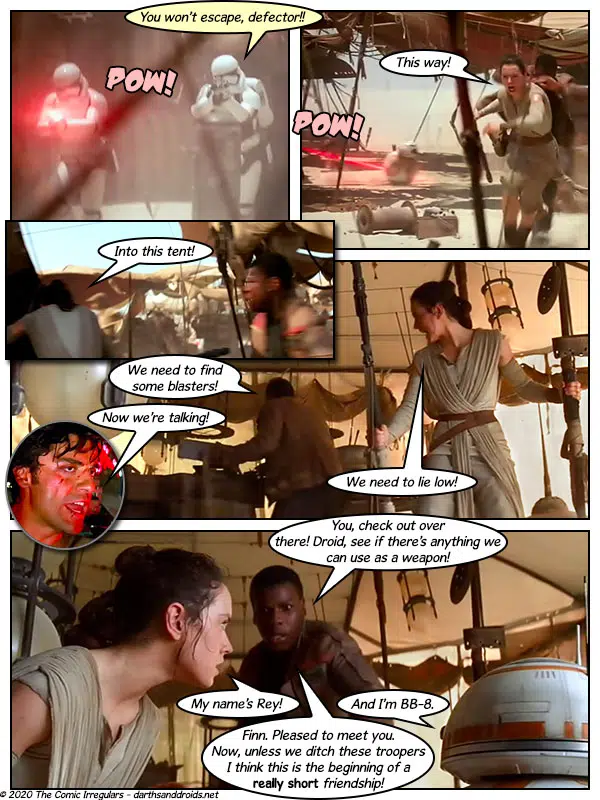 You won't escape, defector!!
POW!
This way!
POW!
Into this tent!
We need to find
some blasters!
Now we're talking!
We need to lie low!
You, check out over
there! Droid, see if there's anything we
can use as a weapon!
My name's Rey!
And I'm BB-8.
Finn. Pleased to meet you.
Now, unless we ditch these troopers
I think this is the beginning of a
really short friendship!
© 2020 The Comic Irregulars - darthsanddroids.net